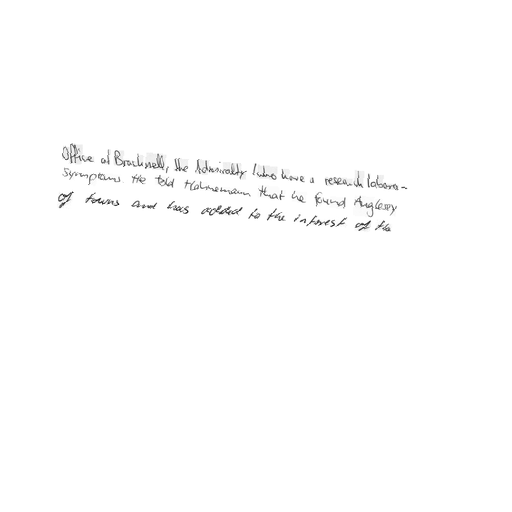 Office at Bracknell, the Admiralty (who have a research labora-
symptoms He told Hahnemann that he found Anglesey
of towns and has added to the interest of the